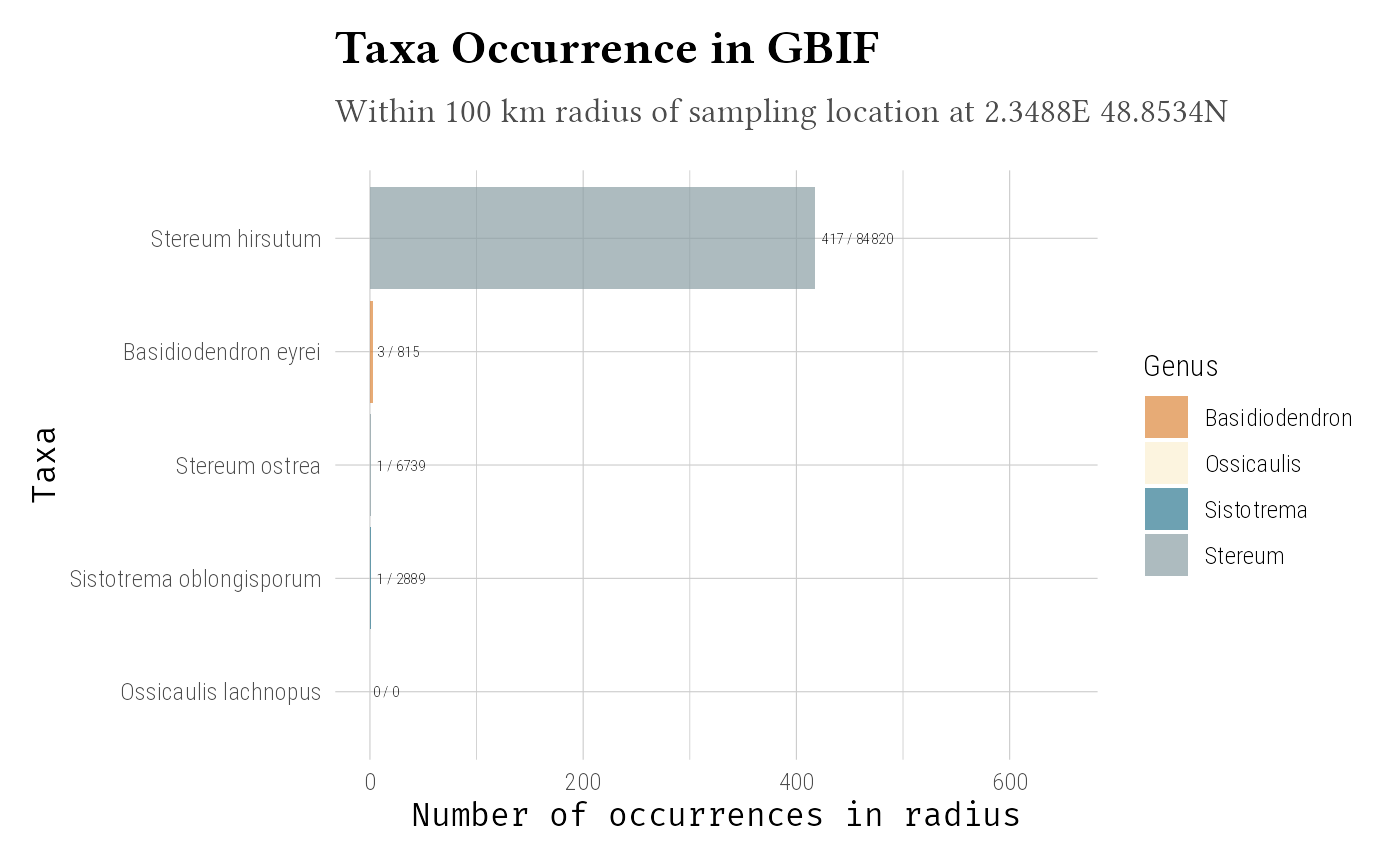 Taxa Occurrence in GBIF
Within 100 km radius of sampling location at 2.3488E 48.8534N
Taxa
Stereum hirsutum
417 / 84820
Basidiodendron eyrei
3 / 815
Stereum ostrea
1 / 6739
Sistotrema oblongisporum
1 / 2889
Ossicaulis lachnopus
0 / 0
0 200 400 600
Number of occurrences in radius
Genus
Basidiodendron
Ossicaulis
Sistotrema
Stereum